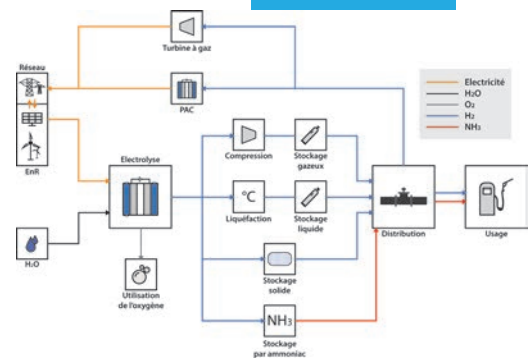 Turbine à gaz
Réseau
PAC
EnR
Electrolyse
Compression
Stockage
gazeux
°C
Liquéfaction
Stockage
liquide
H2O
Utilisation
de l'oxygène
Stockage
solide
NH3
Stockage
par ammoniac
Distribution
Usage
Electricité
H2O
O2
H2
NH3